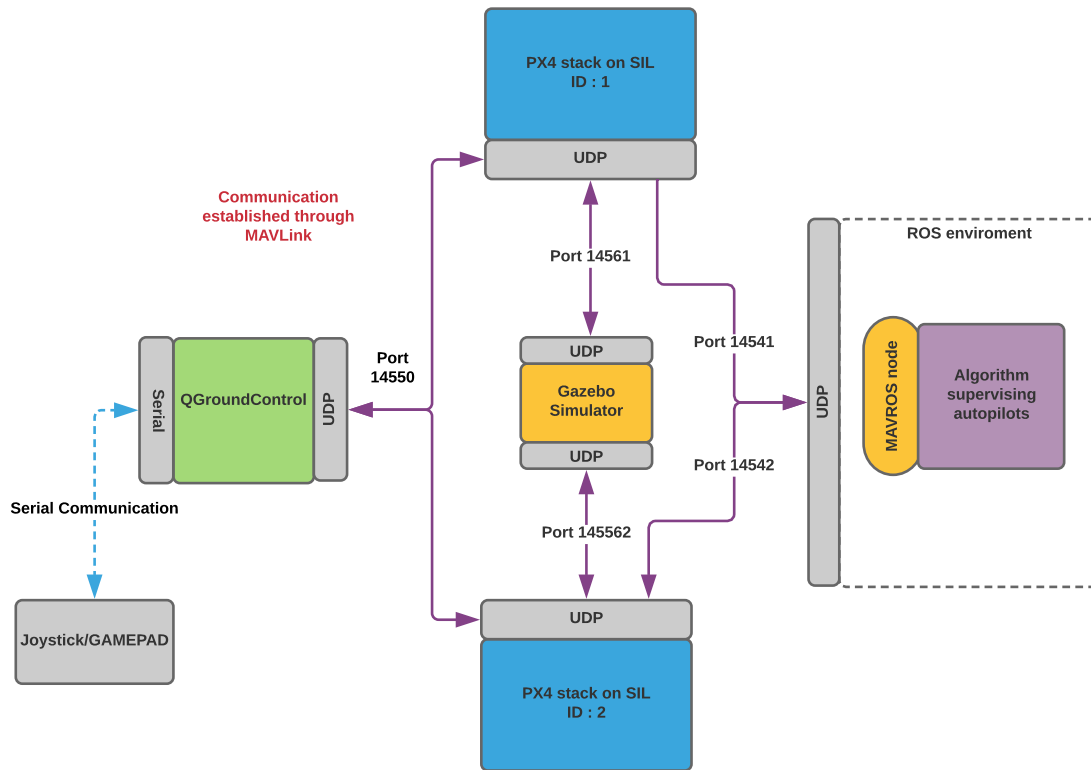 PX4 stack on SIL
ID : 1
UDP
Communication
established through
MAVLink
ROS enviroment
Port 14561
Port 14541
UDP
Port
14550
Serial
QGroundControl
UDP
Gazebo
Simulator
UDP
UDP
MAVROS node
Algorithm
supervising
autopilots
Port 14542
Serial Communication
Port 145562
UDP
Joystick/GAMEPAD
PX4 stack on SIL
ID : 2